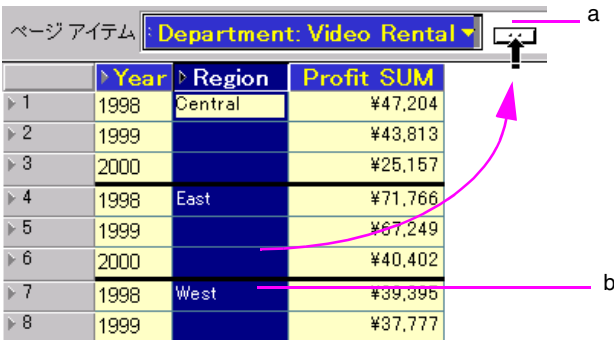 a
ページ アイテム Department: Video Rental
Year Region Profit SUM
1 1998 Central ¥47,204
2 1999 ¥43,813
3 2000 ¥25,157
4 1998 East ¥71,766
5 1999 ¥67,249
6 2000 ¥40,402
7 1998 West ¥39,395
b
8 1999 ¥37,777